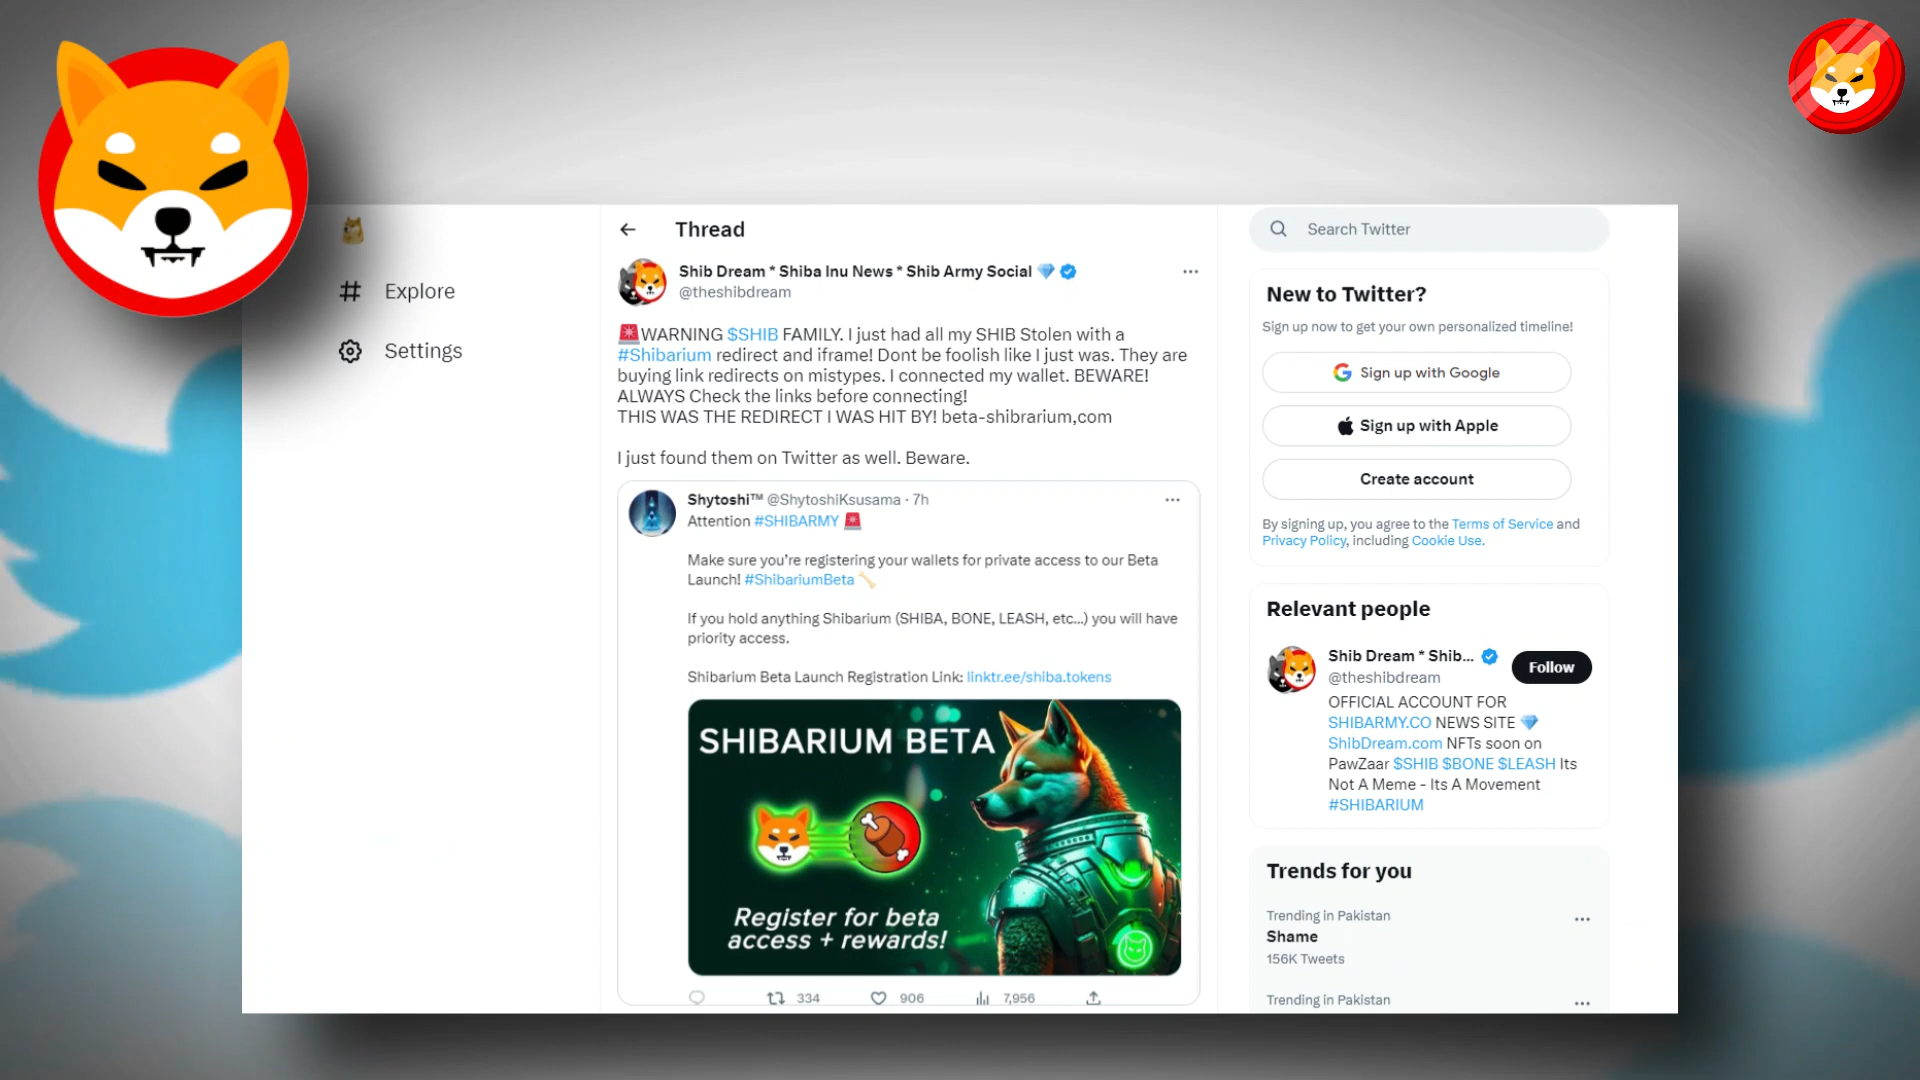 Explore
Settings
Thread
Shib Dream * Shiba Inu News * Shib Army Social
@theshibdream
WARNING $SHIB FAMILY. I just had all my SHIB Stolen with a
#Shibarium redirect and iframe! Dont be foolish like I just was. They are
buying link redirects on mistypes. I connected my wallet. BEWARE!
ALWAYS Check the links before connecting!
THIS WAS THE REDIRECT I WAS HIT BY! beta-shibrarium,com
I just found them on Twitter as well. Beware.
Shytoshi™ @ShytoshiKsusama · 7h
Attention #SHIBARMY
Make sure you're registering your wallets for private access to our Beta
Launch! #ShibariumBeta
If you hold anything Shibarium (SHIBA, BONE, LEASH, etc...) you will have
priority access.
Shibarium Beta Launch Registration Link: linktr.ee/shiba.tokens
SHIBARIUM BETA
Register for beta
access + rewards!
334
906
7,956
Search Twitter
New to Twitter?
Sign up now to get your own personalized timeline!
Sign up with Google
Sign up with Apple
Create account
By signing up, you agree to the Terms of Service and
Privacy Policy, including Cookie Use.
Relevant people
Shib Dream * Shib...
Follow
@theshibdream
OFFICIAL ACCOUNT FOR
SHIBARMY.CO NEWS SITE
ShibDream.com NFTs soon on
PawZaar $SHIB $BONE $LEASH Its
Not A Meme - Its A Movement
#SHIBARIUM
Trends for you
Trending in Pakistan
Shame
156K Tweets
Trending in Pakistan